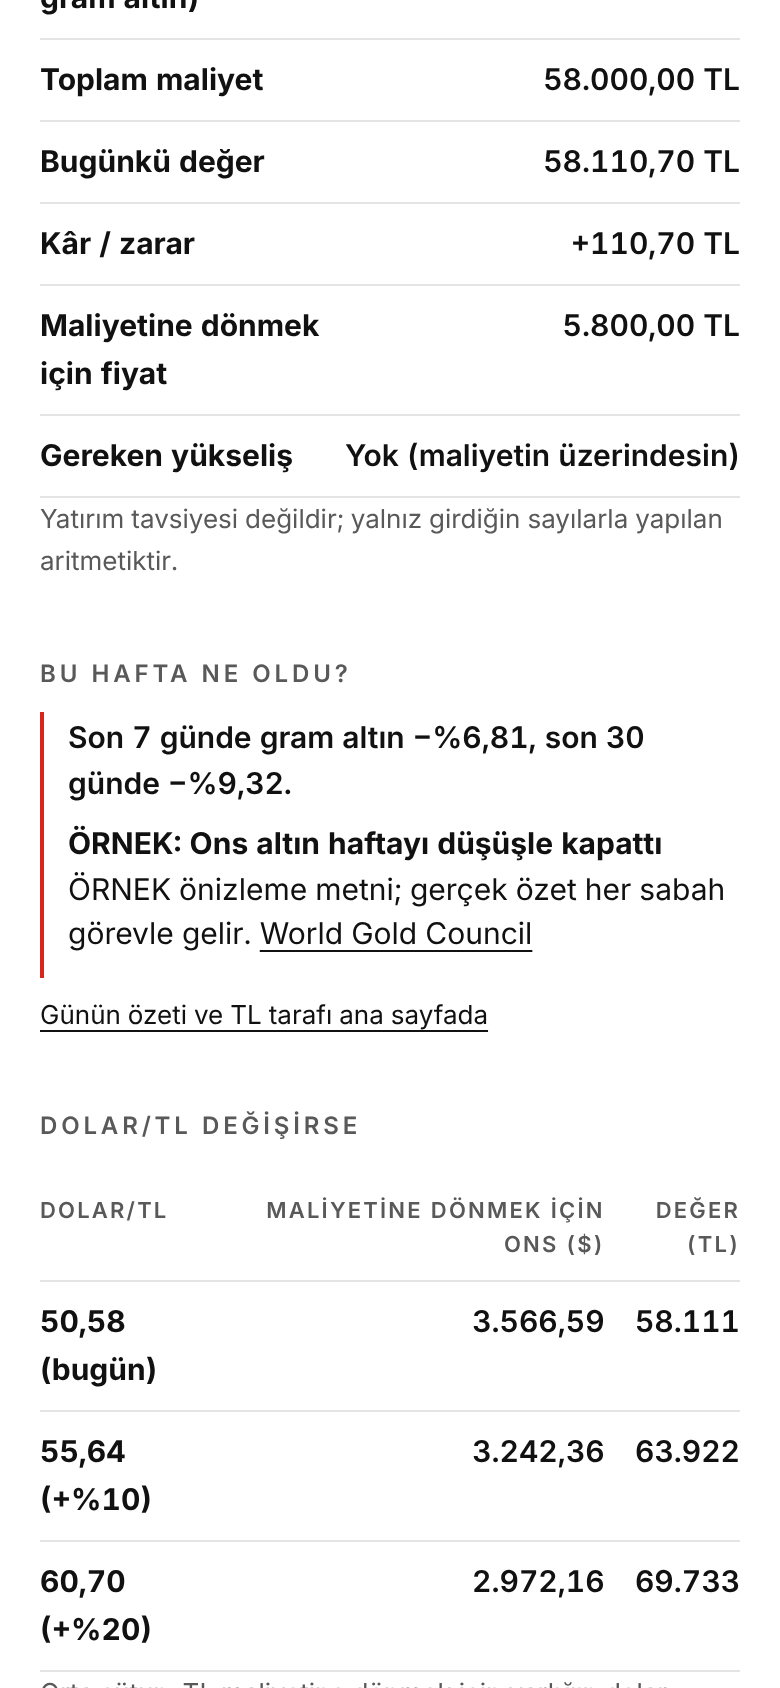 gram altın)
Toplam maliyet 58.000,00 TL
Bugünkü değer 58.110,70 TL
Kâr / zarar +110,70 TL
Maliyetine dönmek 5.800,00 TL
için fiyat
Gereken yükseliş Yok (maliyetin üzerindesin)
Yatırım tavsiyesi değildir; yalnız girdiğin sayılarla yapılan
aritmetiktir.
BU HAFTA NE OLDU?
Son 7 günde gram altın −%6,81, son 30
günde −%9,32.
ÖRNEK: Ons altın haftayı düşüşle kapattı
ÖRNEK önizleme metni; gerçek özet her sabah
görevle gelir. World Gold Council
Günün özeti ve TL tarafı ana sayfada
DOLAR/TL DEĞİŞİRSE
DOLAR/TL MALİYETİNE DÖNMEK İÇİN DEĞER
ONS ($) (TL)
50,58 3.566,59 58.111
(bugün)
55,64 3.242,36 63.922
(+%10)
60,70 2.972,16 69.733
(+%20)